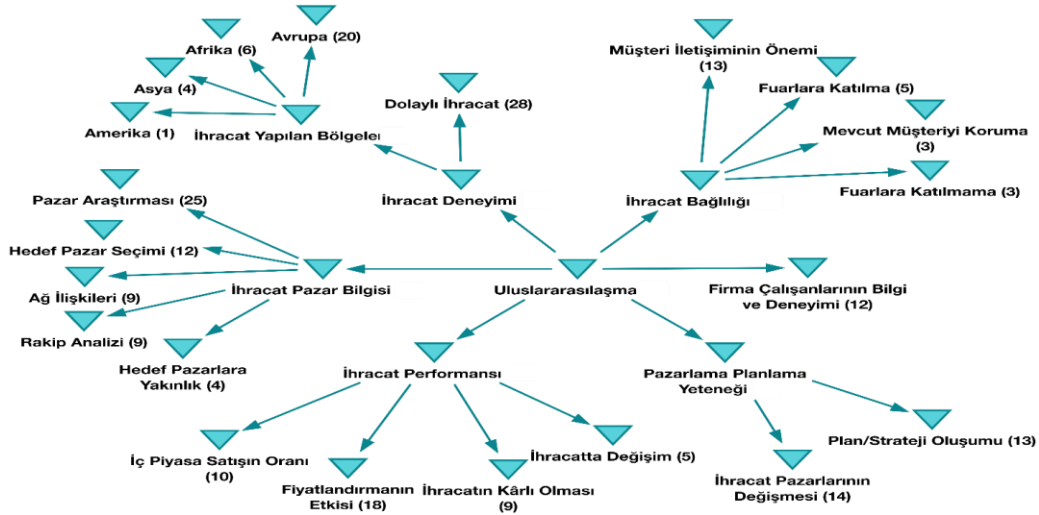 Avrupa (20)
Afrika (6)
Asya (4)
Amerika (1)
İhracat Yapılan Bölgeler
Dolaylı İhracat (28)
İhracat Deneyimi
Müşteri İletişiminin Önemi
(13)
Fuarlara Katılma (5)
Mevcut Müşteriyi Koruma
(3)
Fuarlara Katılmama (3)
İhracat Bağlılığı
Pazar Araştırması (25)
Hedef Pazar Seçimi (12)
Ağ İlişkileri (9)
Rakip Analizi (9)
Hedef Pazarlara
Yakınlık (4)
İhracat Pazar Bilgisi
Uluslararasılaşma
Firma Çalışanlarının Bilgi
ve Deneyimi (12)
İhracat Performansı
Pazarlama Planlama
Yeteneği
İç Piyasa Satışın Oranı
(10)
Fiyatlandırmanın
Etkisi (18)
İhracatın Kârlı Olması
(9)
İhracatta Değişim (5)
İhracat Pazarlarının
Değişmesi (14)
Plan/Strateji Oluşumu (13)